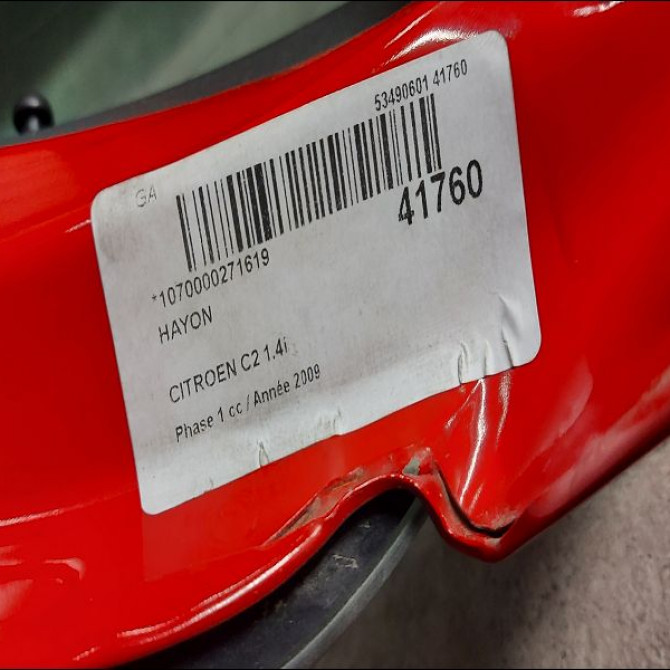 53490601 41760
GA
41760
*1070000271619
HAYON
CITROEN C2 1.4i
Phase 1 cc / Année 2009